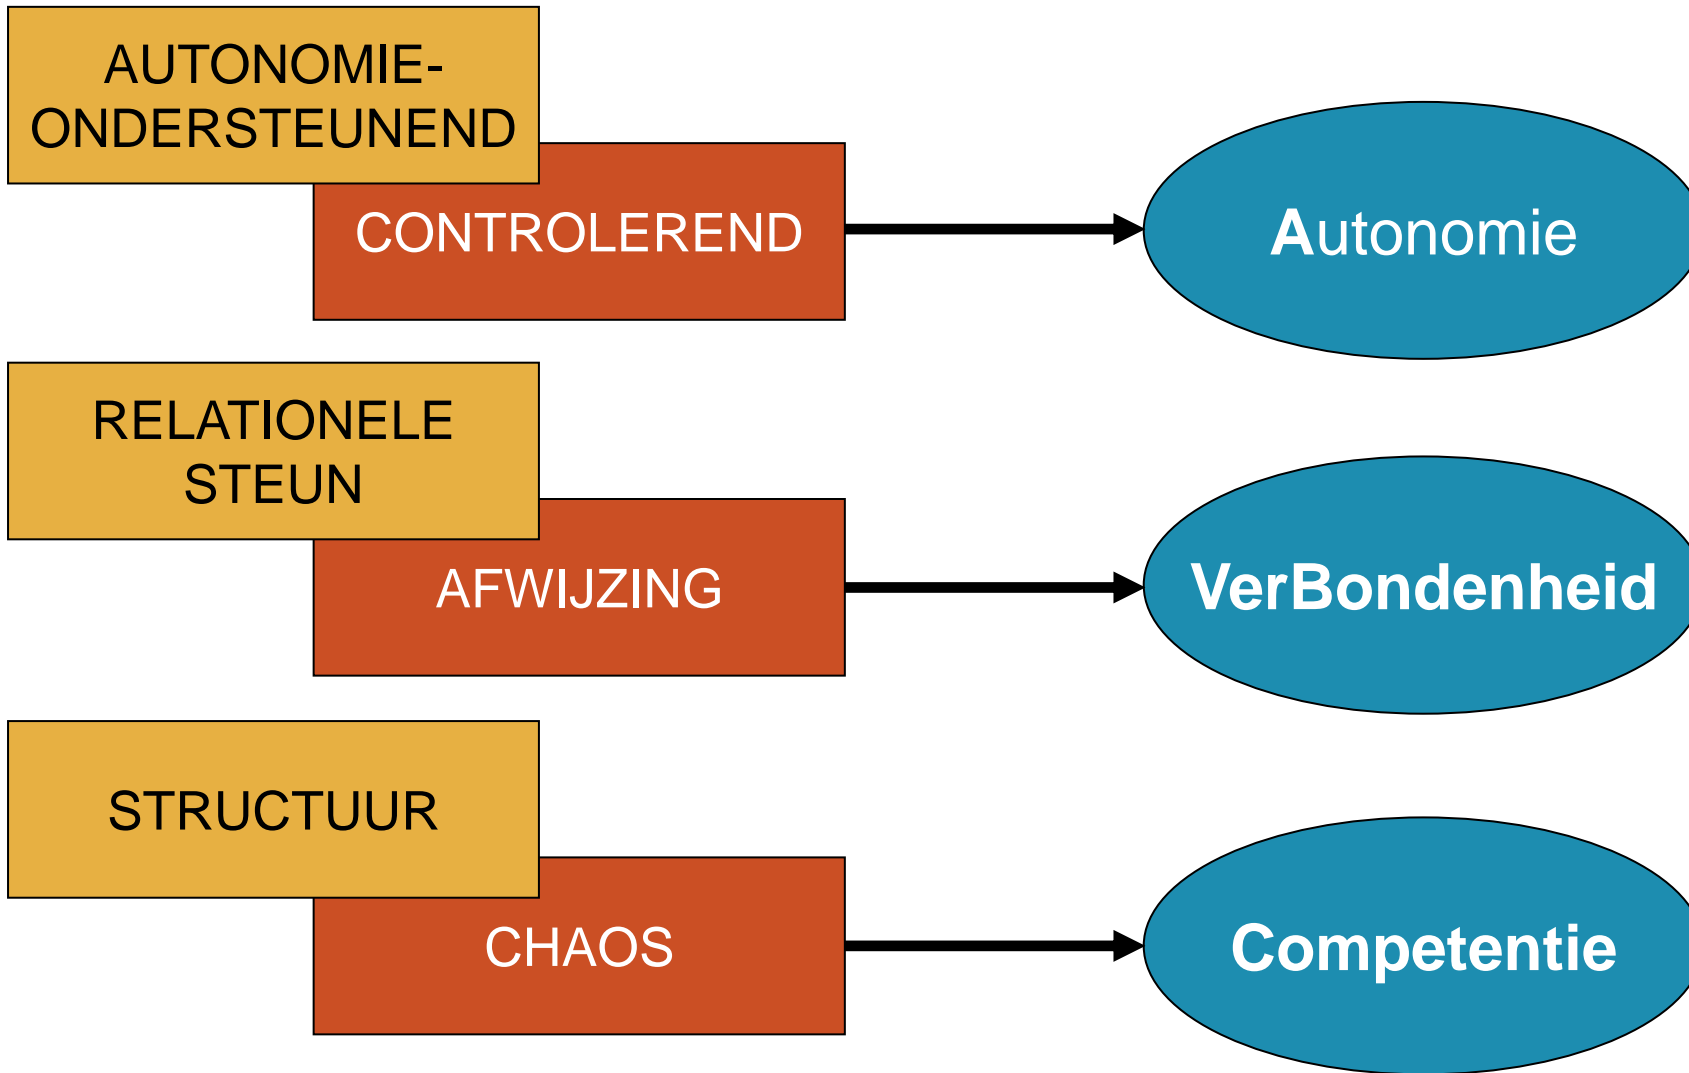 AUTONOMIE-
ONDERSTEUNEND
CONTROLEREND
Autonomie
RELATIONELE
STEUN
AFWIJZING
VerBondenheid
STRUCTUUR
CHAOS
Competentie